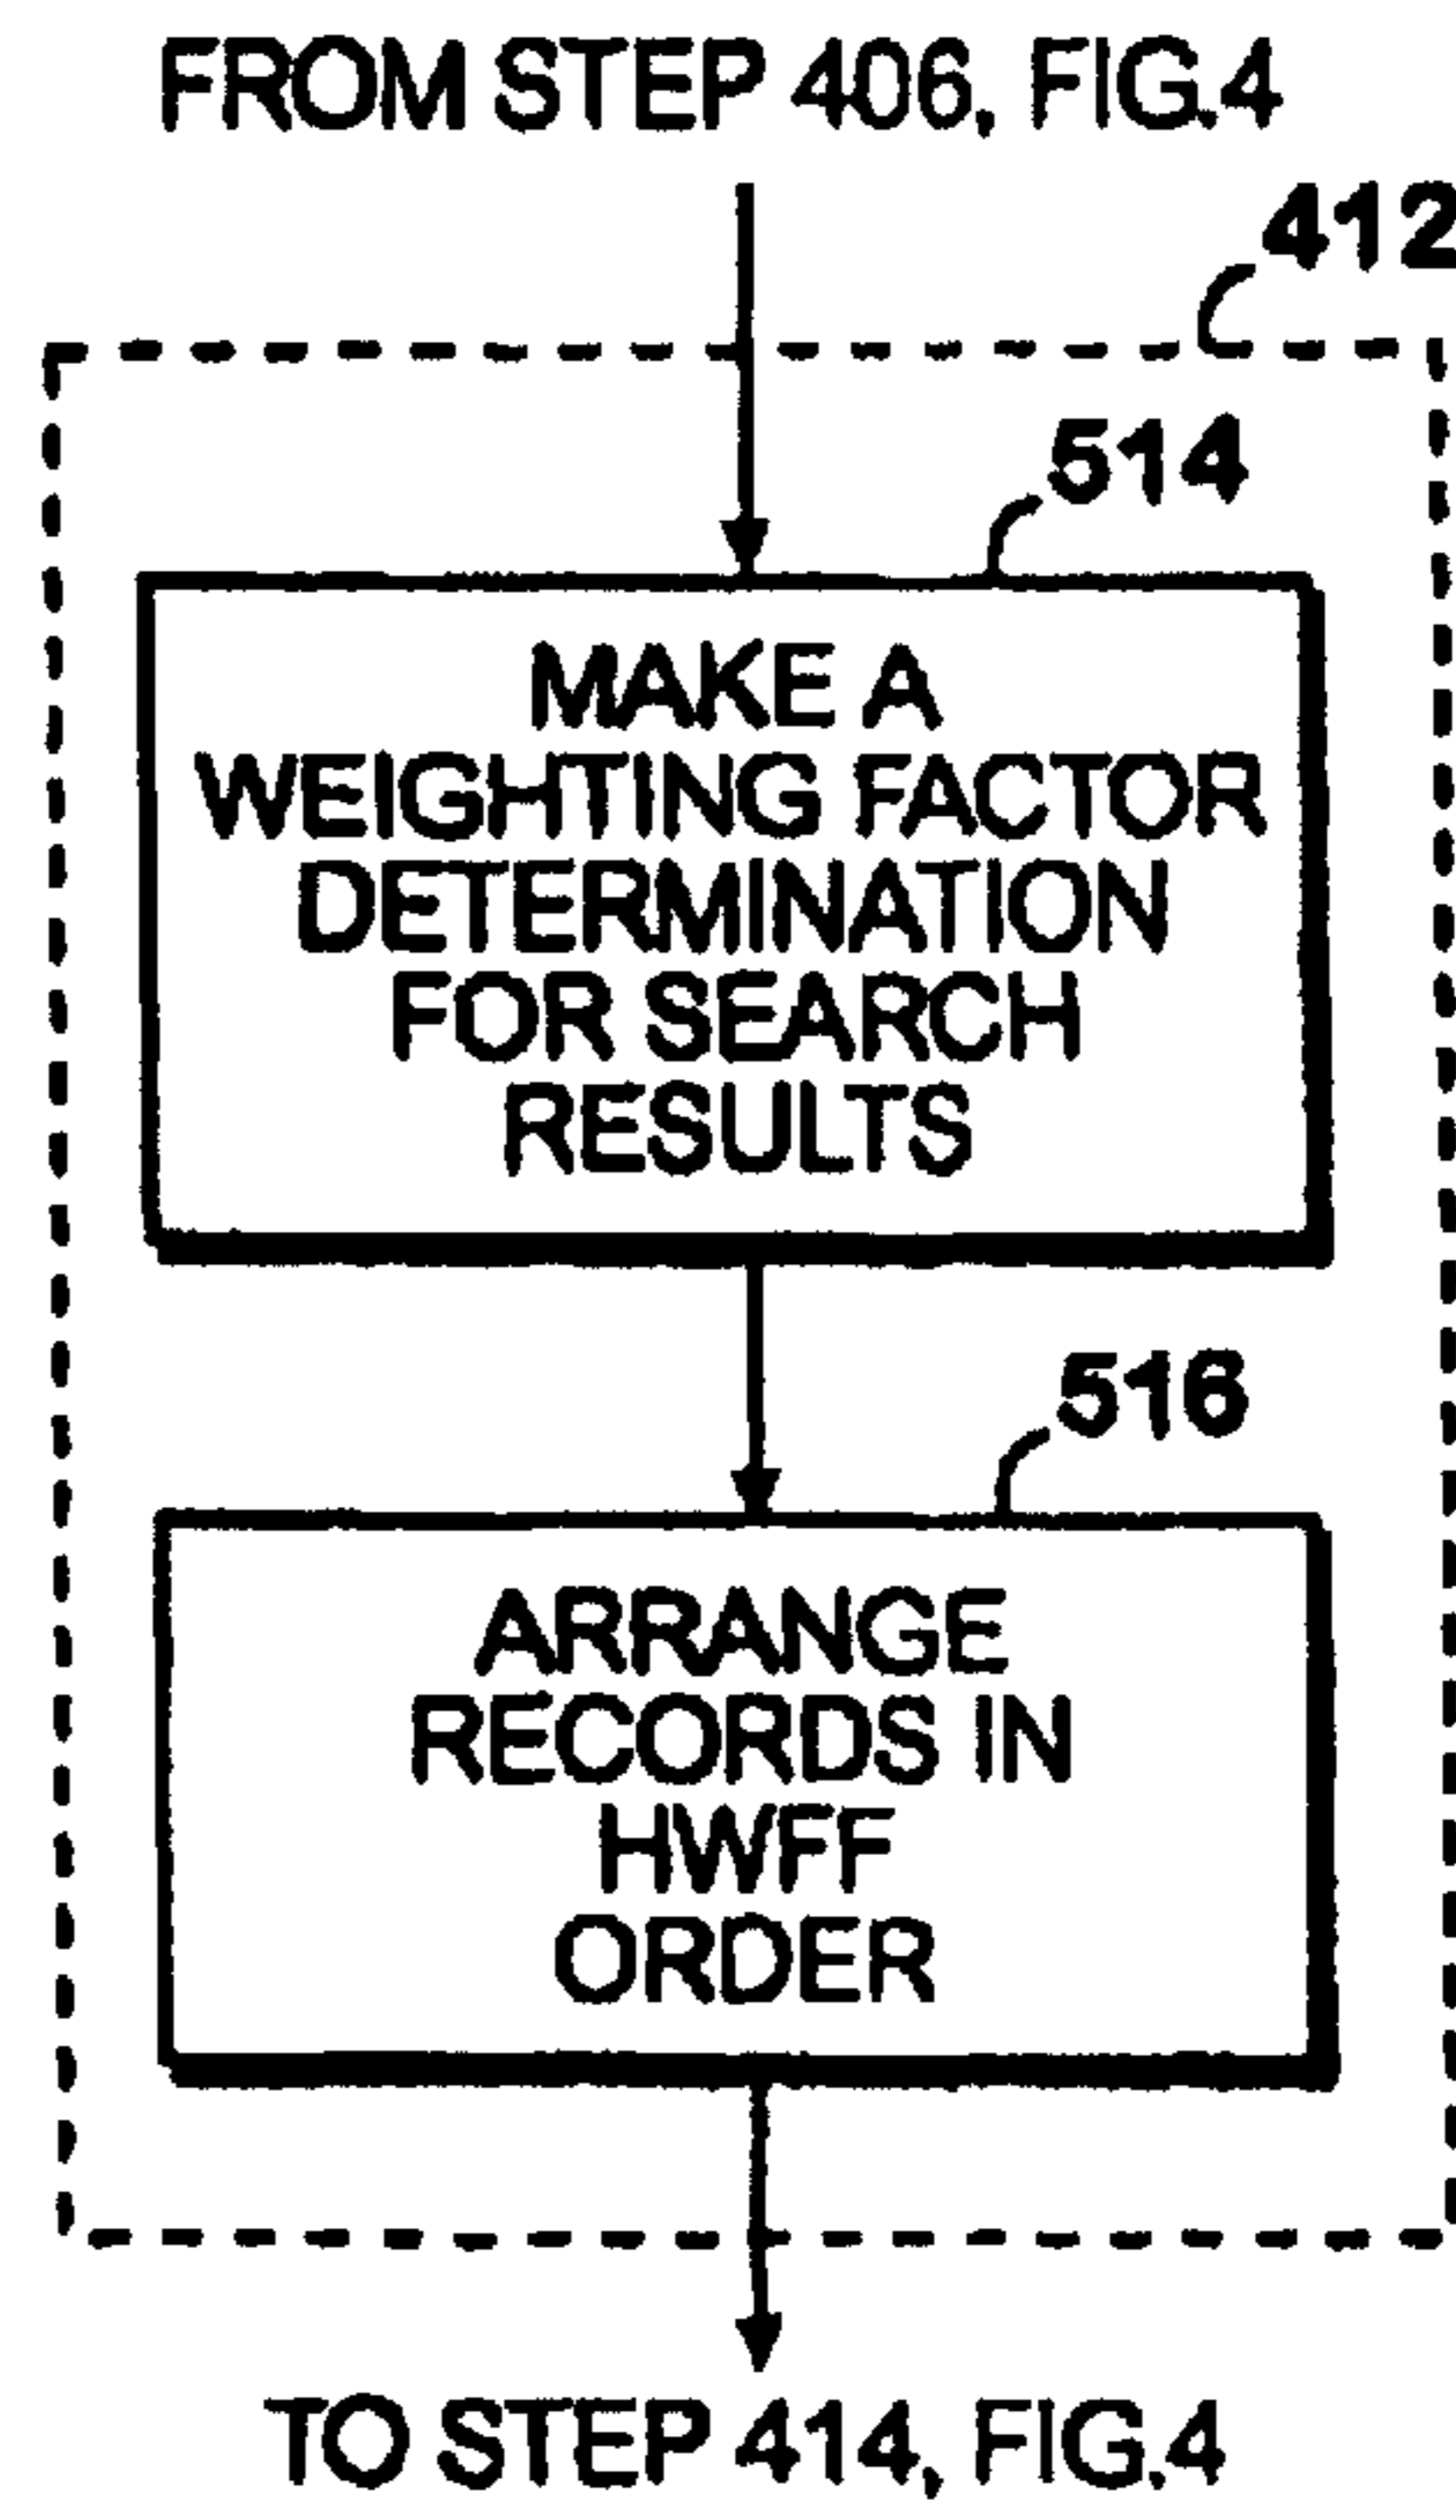 FROM STEP 406, FIG.4
412
514
MAKE A
WEIGHTING FACTOR
DETERMINATION
FOR SEARCH
RESULTS
516
ARRANGE
RECORDS IN
HWFF
ORDER
TO STEP 414, FIG.4